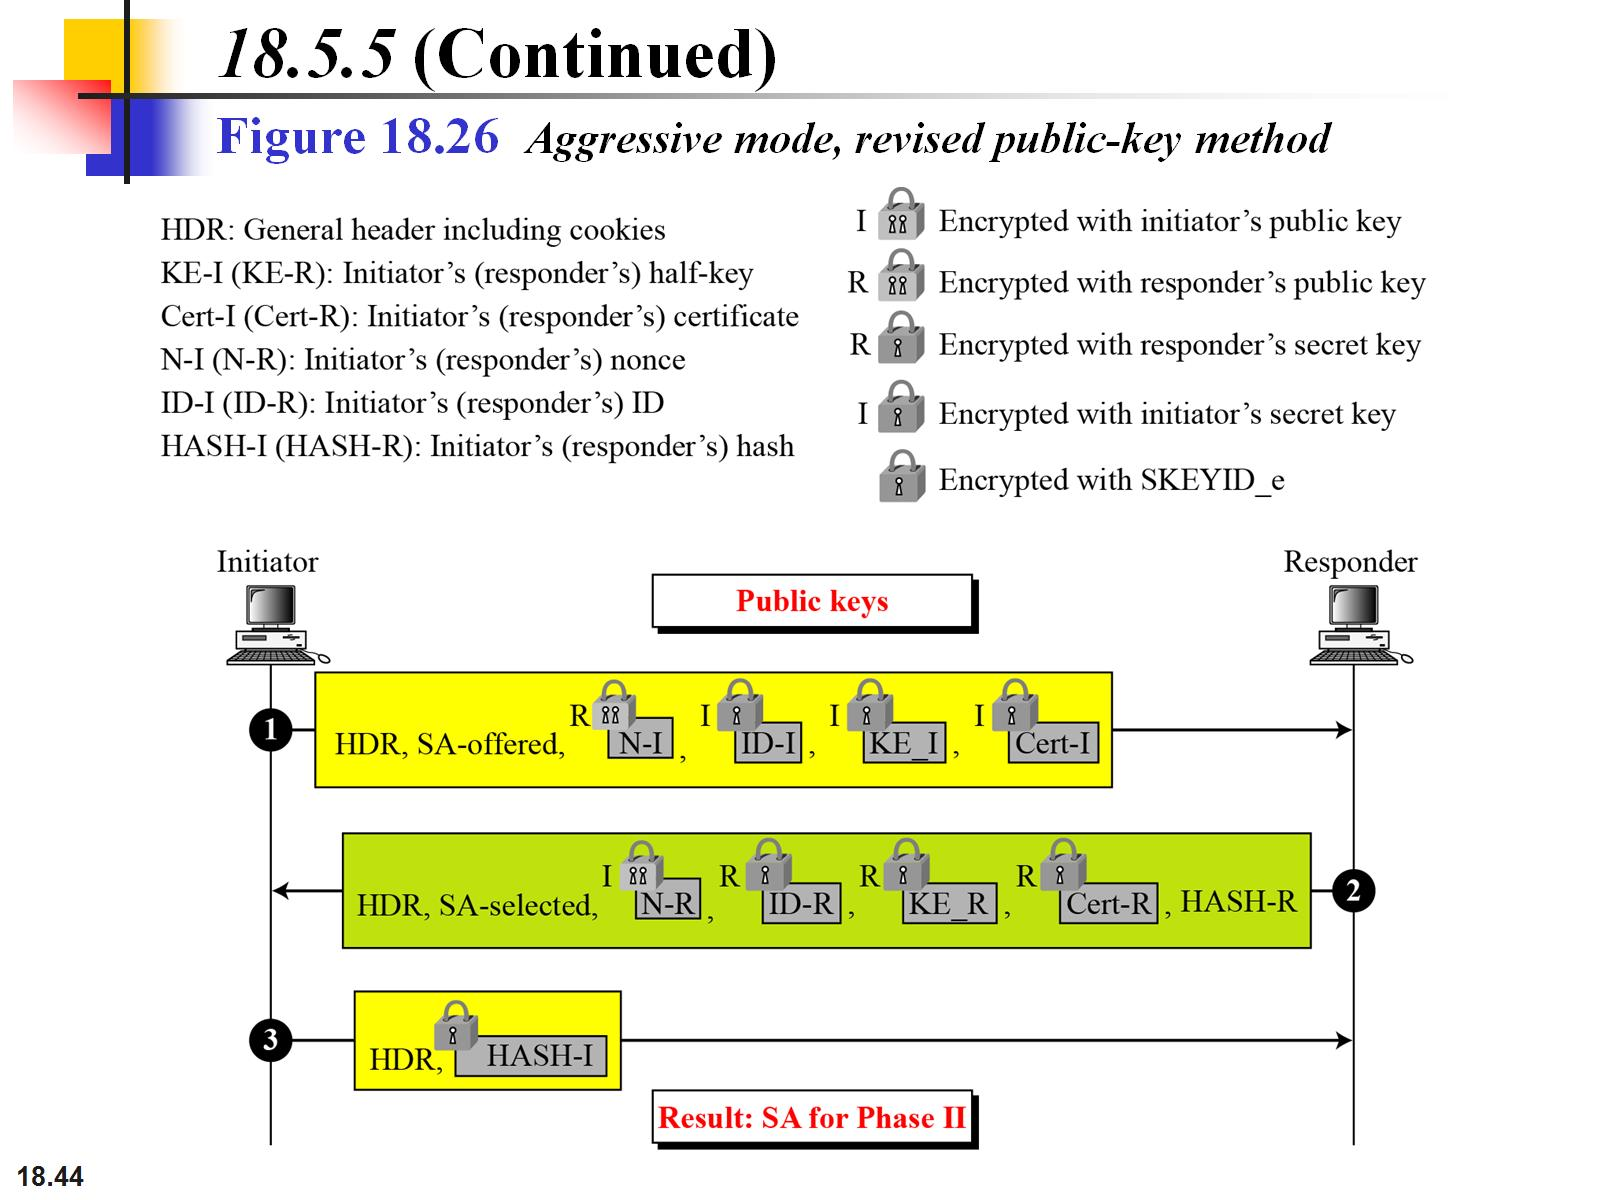 18.5.5 (Continued)
Figure 18.26 Aggressive mode, revised public-key method
HDR: General header including cookies
KE-I (KE-R): Initiator’s (responder’s) half-key
Cert-I (Cert-R): Initiator’s (responder’s) certificate
N-I (N-R): Initiator’s (responder’s) nonce
ID-I (ID-R): Initiator’s (responder’s) ID
HASH-I (HASH-R): Initiator’s (responder’s) hash
I Encrypted with initiator’s public key
R Encrypted with responder’s public key
R Encrypted with responder’s secret key
I Encrypted with initiator’s secret key
Encrypted with SKEYID_e
Initiator
Responder
Public keys
1
HDR, SA-offered, R N-I , I ID-I , I KE_I , I Cert-I
HDR, SA-selected, I N-R , R ID-R , R KE_R , R Cert-R , HASH-R
2
3
HDR, HASH-I
Result: SA for Phase II
18.44